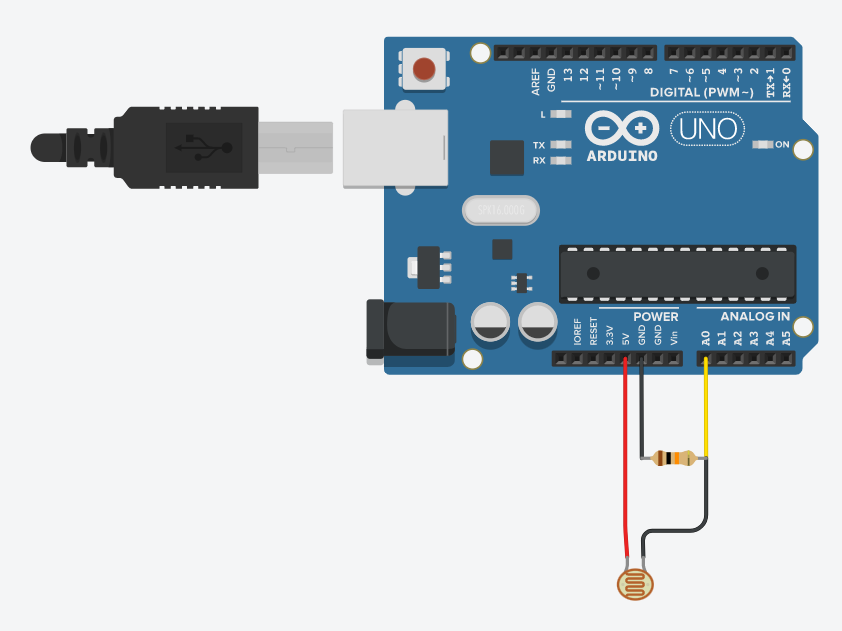 AREF
GND
13
12
~11
~10
~9
8
7
~6
~5
4
~3
2
TX→1
RX←0
DIGITAL (PWM~)
L
TX
RX
ARDUINO
UNO
ON
POWER
ANALOG IN
IOREF
RESET
3.3V
5V
GND
GND
Vin
A0
A1
A2
A3
A4
A5